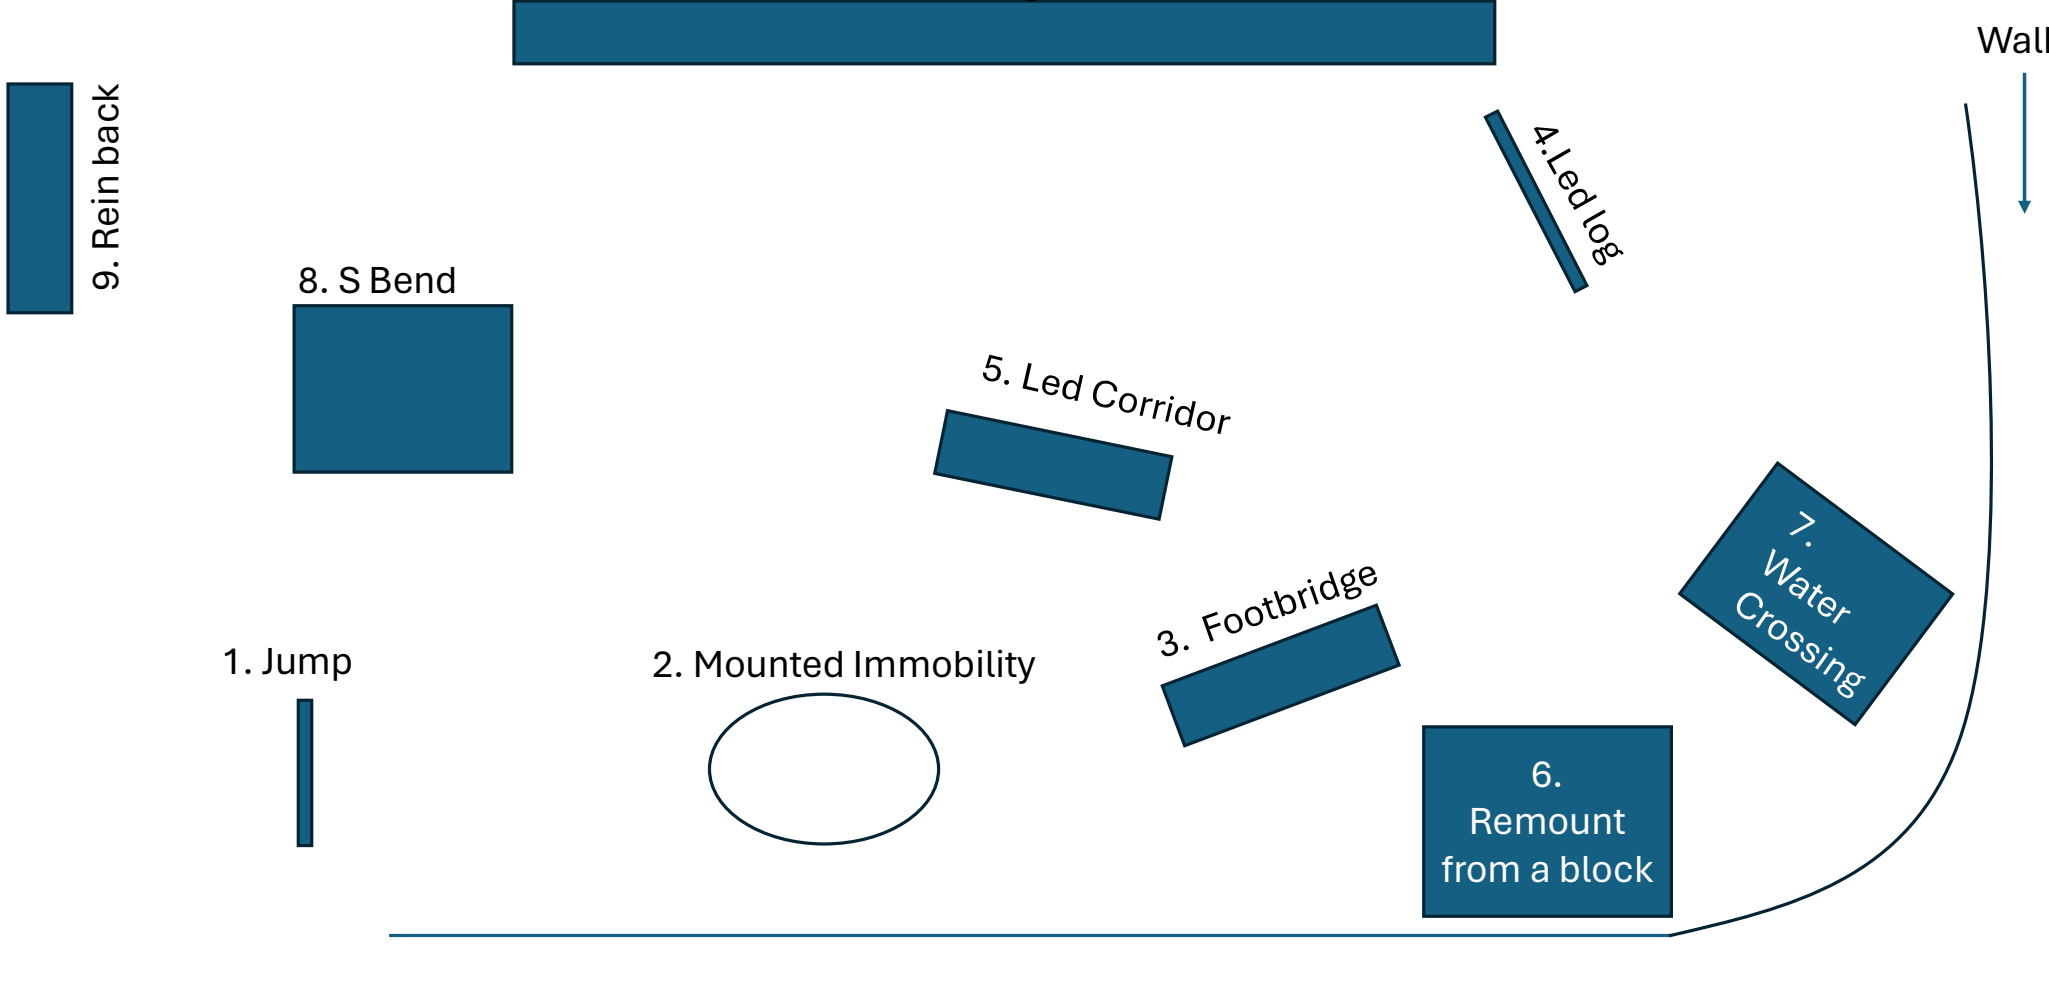 9. Rein back
8. S Bend
4.Led log
5. Led Corridor
7.
Water
Crossing
3. Footbridge
1. Jump
2. Mounted Immobility
6.
Remount
from a block